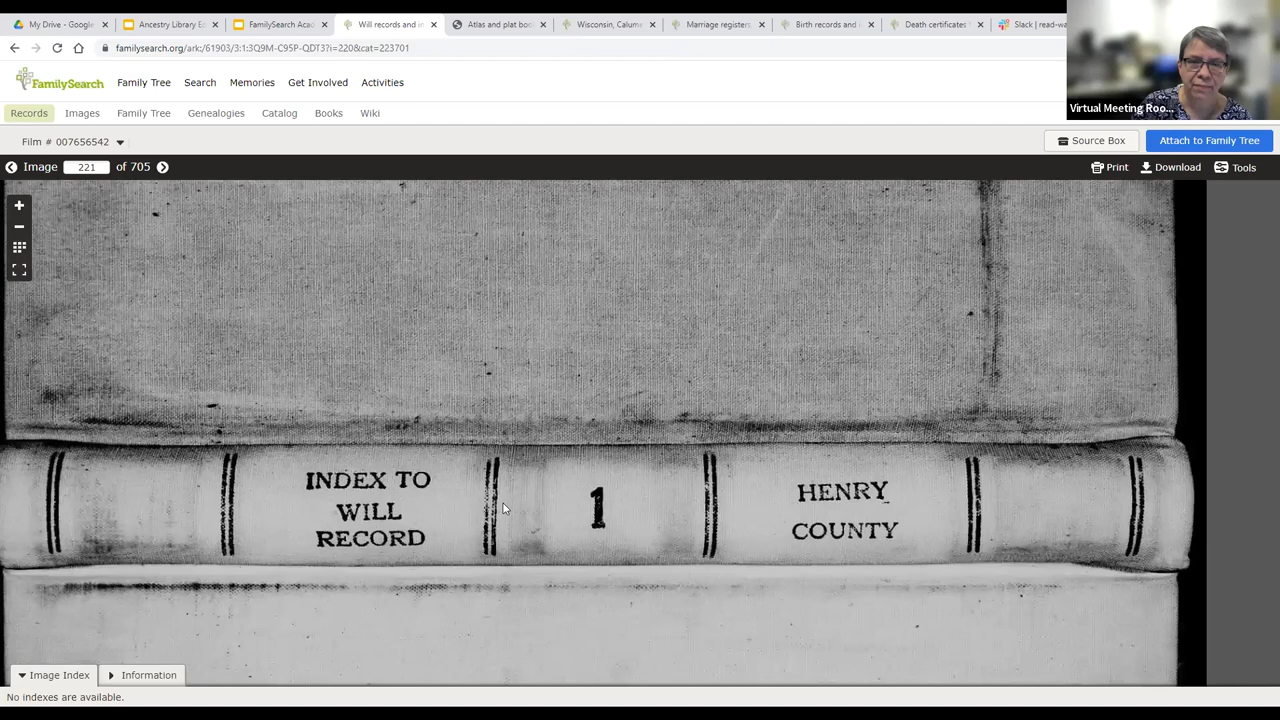 My Drive - Google
Ancestry Library Ed
FamilySearch Acad
Will records and in
Atlas and plat boo
Wisconsin, Calume
Marriage registers
Birth records and
Death certificates
Slack | read-wa
familysearch.org/ark:/61903/3:1:3Q9M-C95P-QDT3?i=220&cat=223701
FamilySearch
Family Tree
Search
Memories
Get Involved
Activities
Virtual Meeting Roo...
Records
Images
Family Tree
Genealogies
Catalog
Books
Wiki
Film # 007656542
Source Box
Attach to Family Tree
Image 221 of 705
Print
Download
Tools
INDEX TO
WILL
RECORD
1
HENRY
COUNTY
Image Index
Information
No indexes are available.